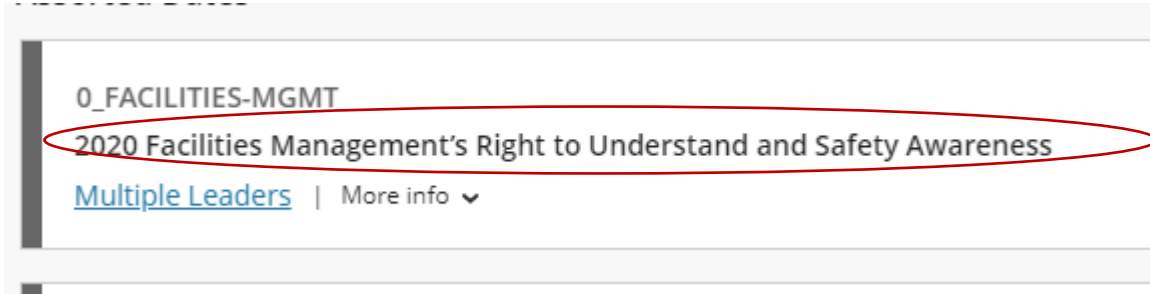 0_FACILITIES-MGMT
2020 Facilities Management’s Right to Understand and Safety Awareness
Multiple Leaders | More info